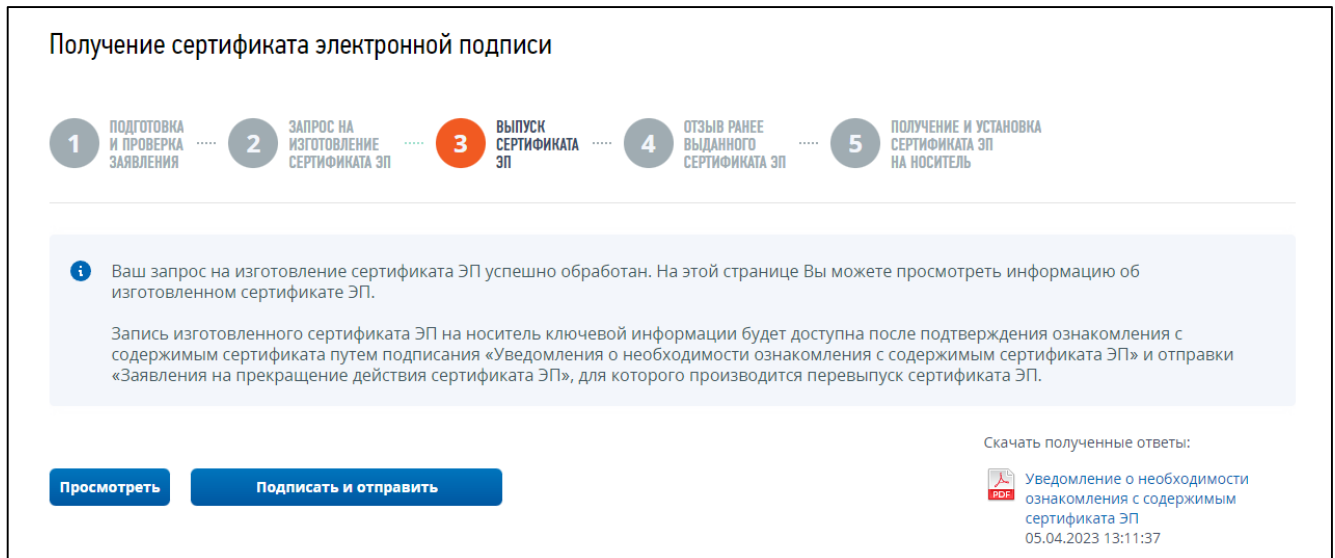 Получение сертификата электронной подписи
1
ПОДГОТОВКА
И ПРОВЕРКА
ЗАЯВЛЕНИЯ
2
ЗАПРОС НА
ИЗГОТОВЛЕНИЕ
СЕРТИФИКАТА ЭП
3
ВЫПУСК
СЕРТИФИКАТА
ЭП
4
ОТЗЫВ РАНЕЕ
ВЫДАННОГО
СЕРТИФИКАТА ЭП
5
ПОЛУЧЕНИЕ И УСТАНОВКА
СЕРТИФИКАТА ЭП
НА НОСИТЕЛЬ
Ваш запрос на изготовление сертификата ЭП успешно обработан. На этой странице Вы можете просмотреть информацию об
изготовленном сертификате ЭП.
Запись изготовленного сертификата ЭП на носитель ключевой информации будет доступна после подтверждения ознакомления с
содержимым сертификата путем подписания «Уведомления о необходимости ознакомления с содержимым сертификата ЭП» и отправки
«Заявления на прекращение действия сертификата ЭП», для которого производится перевыпуск сертификата ЭП.
Просмотреть
Подписать и отправить
Скачать полученные ответы:
PDF
Уведомление о необходимости
ознакомления с содержимым
сертификата ЭП
05.04.2023 13:11:37